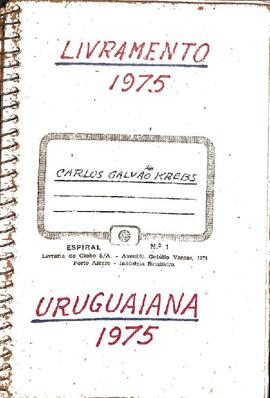 LIVRAMENTO
1975
CARLOS GALVÃO KREBS
ESPIRAL N.º 1
Livraria do Globo S/A. - Avenida Getúlio Vargas, 1271
Porto Alegre - Indústria Brasileira
URUGUAIANA
1975